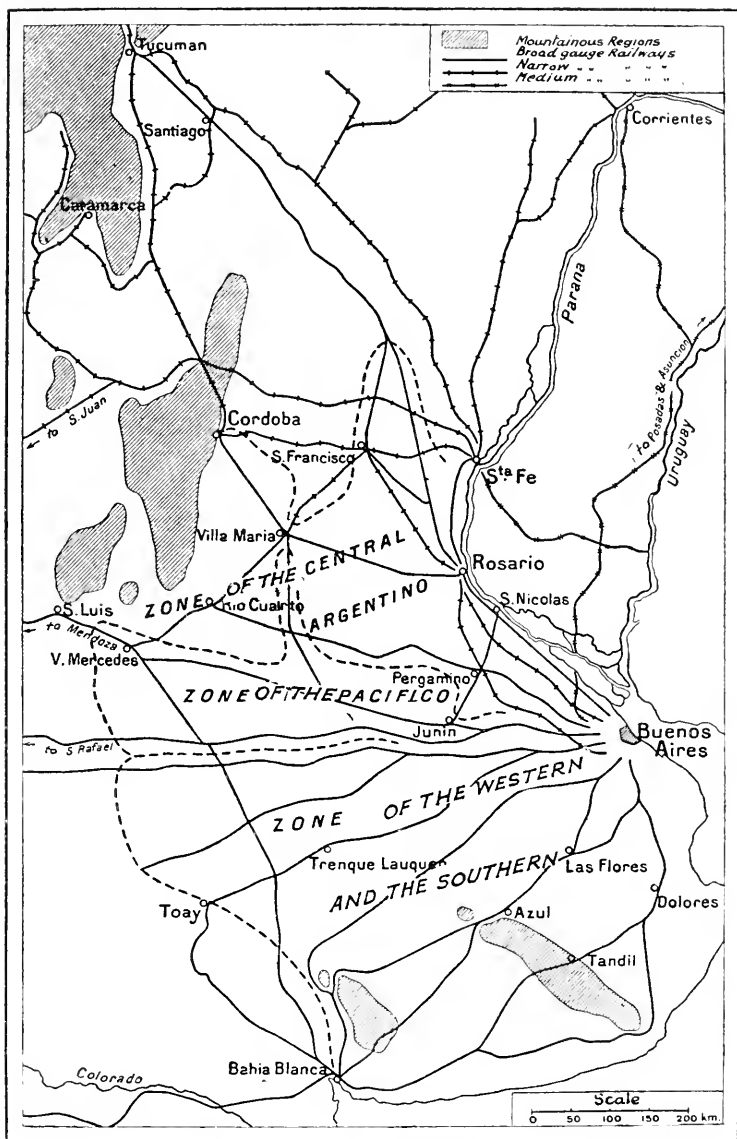 Mountainous Regions
Broad gauge Railways
Narrow " " " "
Medium " " " "
Tucuman
Santiago
Corrientes
Catamarca
Parana
to Posadas & Asuncion
Uruguay
to S. Juan
Cordoba
S. Francisco
Sta. Fe
Villa Maria
Rosario
ZONE OF THE CENTRAL
ARGENTINO
S. Luis
Rio Cuarto
S. Nicolas
to Mendoza
V. Mercedes
Pergamino
ZONE OF THE PACIFICO
Junin
Buenos
Aires
to S Rafael
ZONE OF THE WESTERN
Trenque Lauquen
Las Flores
AND THE SOUTHERN
Toay
Azul
Dolores
Tandil
Bahia Blanca
Colorado
Scale
0 50 100 150 200 km.